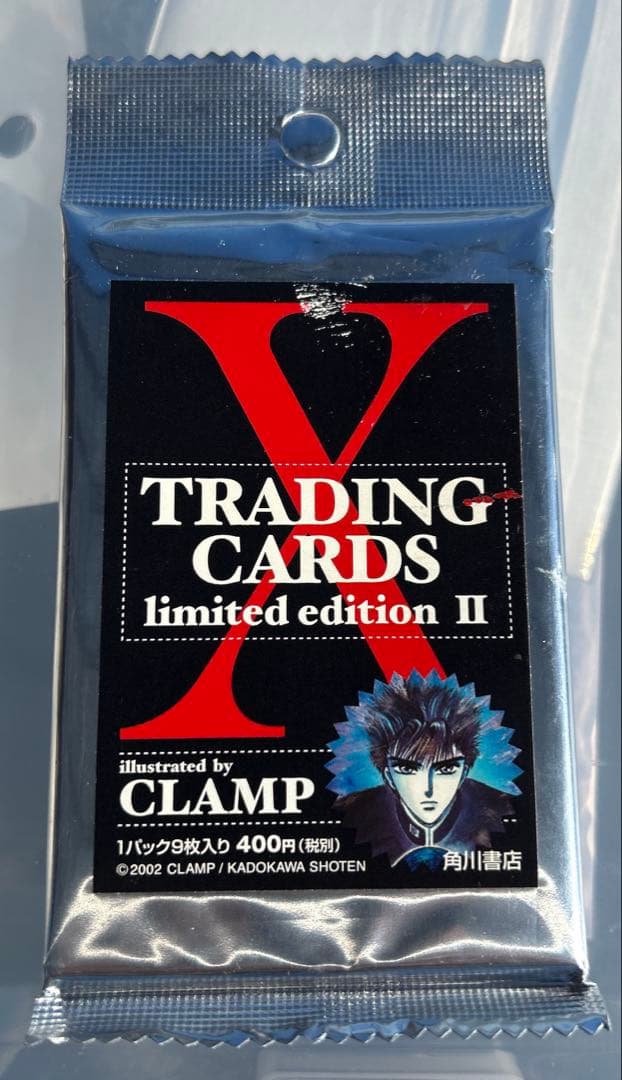 X
TRADING
CARDS
limited edition Ⅱ
illustrated by
CLAMP
1パック9枚入り 400円(税別)
©2002 CLAMP / KADOKAWA SHOTEN
角川書店